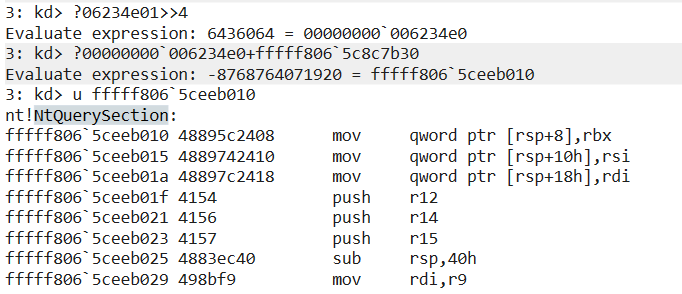 3: kd> ?06234e01>>4
Evaluate expression: 6436064 = 00000000`006234e0
3: kd> ?00000000`006234e0+fffff806`5c8c7b30
Evaluate expression: -8768764071920 = fffff806`5ceeb010
3: kd> u fffff806`5ceeb010
nt!NtQuerySection:
fffff806`5ceeb010 48895c2408 mov qword ptr [rsp+8],rbx
fffff806`5ceeb015 4889742410 mov qword ptr [rsp+10h],rsi
fffff806`5ceeb01a 48897c2418 mov qword ptr [rsp+18h],rdi
fffff806`5ceeb01f 4154 push r12
fffff806`5ceeb021 4156 push r14
fffff806`5ceeb023 4157 push r15
fffff806`5ceeb025 4883ec40 sub rsp,40h
fffff806`5ceeb029 498bf9 mov rdi,r9